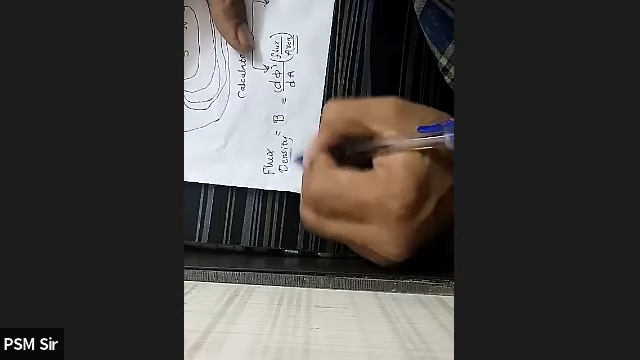 Calculate
Flux Density = B = (dΦ/dA) (flux/Area)
PSM Sir